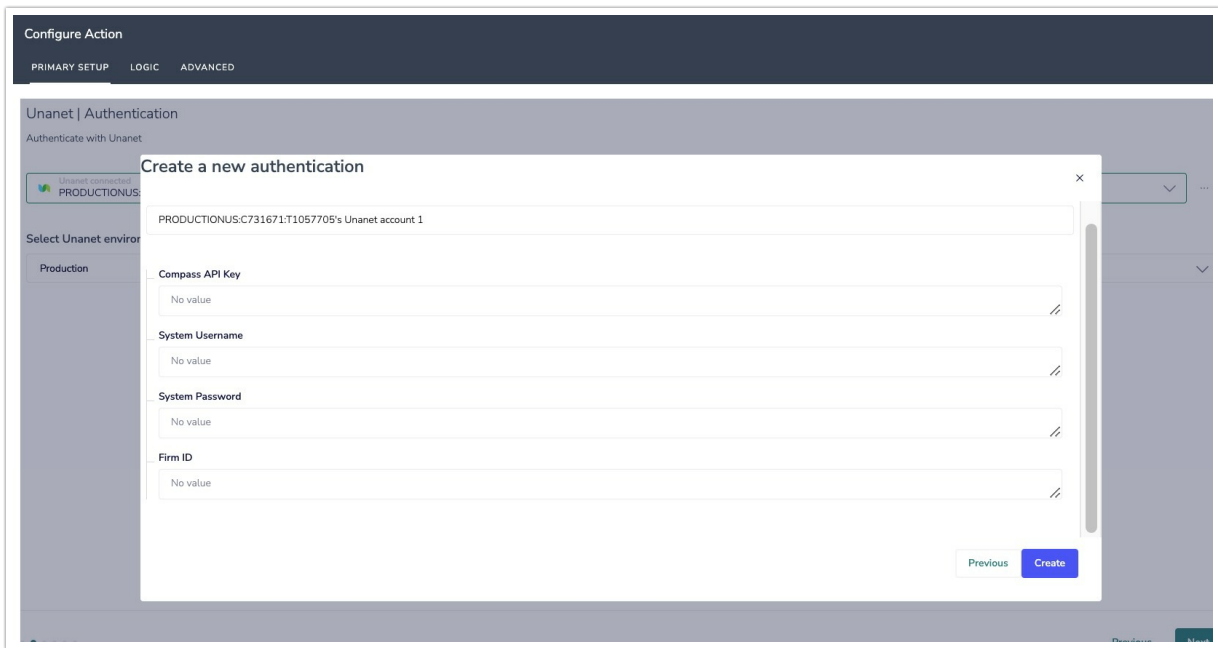 Configure Action
PRIMARY SETUP LOGIC ADVANCED
Unanet | Authentication
Authenticate with Unanet
Create a new authentication
×
Unanet connected
PRODUCTIONUS:
PRODUCTIONUS:C731671:T1057705's Unanet account 1
Select Unanet environ
Production
Compass API Key
No value
System Username
No value
System Password
No value
Firm ID
No value
Previous Create
Previous Next